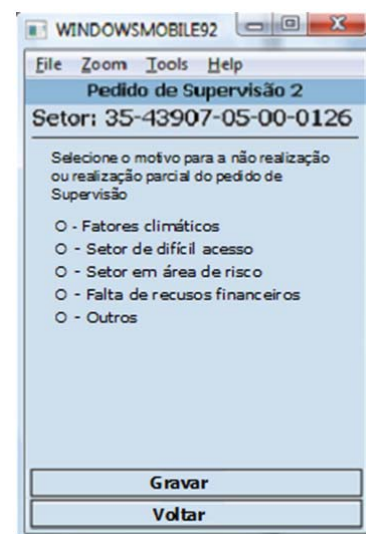 WINDOWSMOBILE92
File Zoom Tools Help
Pedido de Supervisão 2
Setor: 35-43907-05-00-0126
Selecione o motivo para a não realização
ou realização parcial do pedido de
Supervisão
O - Fatores climáticos
O - Setor de difícil acesso
O - Setor em área de risco
O - Falta de recusos financeiros
O - Outros
Gravar
Voltar